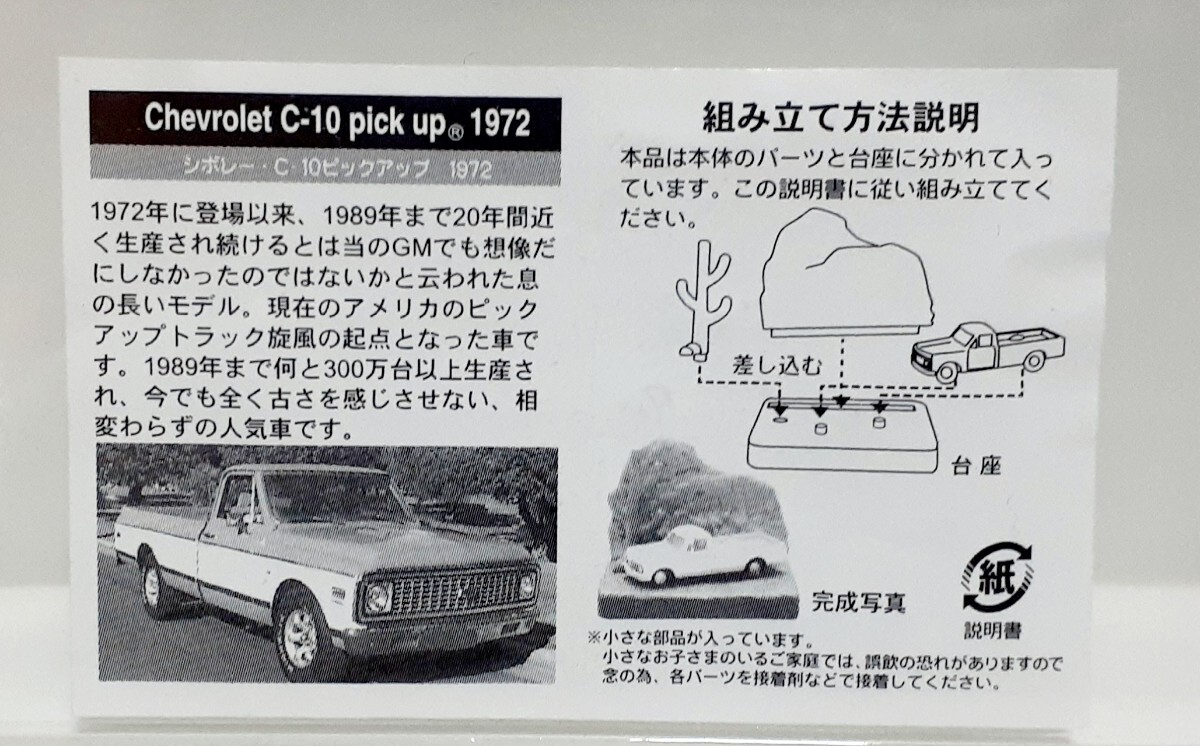 Chevrolet C-10 pick up® 1972
シボレー・C 10ピックアップ 1972
1972年に登場以来、1989年まで20年間近
く生産され続けるとは当のGMでも想像だ
にしなかったのではないかと云われた息
の長いモデル。現在のアメリカのピック
アップトラック旋風の起点となった車で
す。1989年まで何と300万台以上生産さ
れ、今でも全く古さを感じさせない、相
変わらずの人気車です。
組み立て方法説明
本品は本体のパーツと台座に分かれて入っ
ています。この説明書に従い組み立ててく
ださい。
差し込む
台座
完成写真
紙
説明書
※小さな部品が入っています。
小さなお子さまのいるご家庭では、誤飲の恐れがありますので
念の為、各パーツを接着剤などで接着してください。